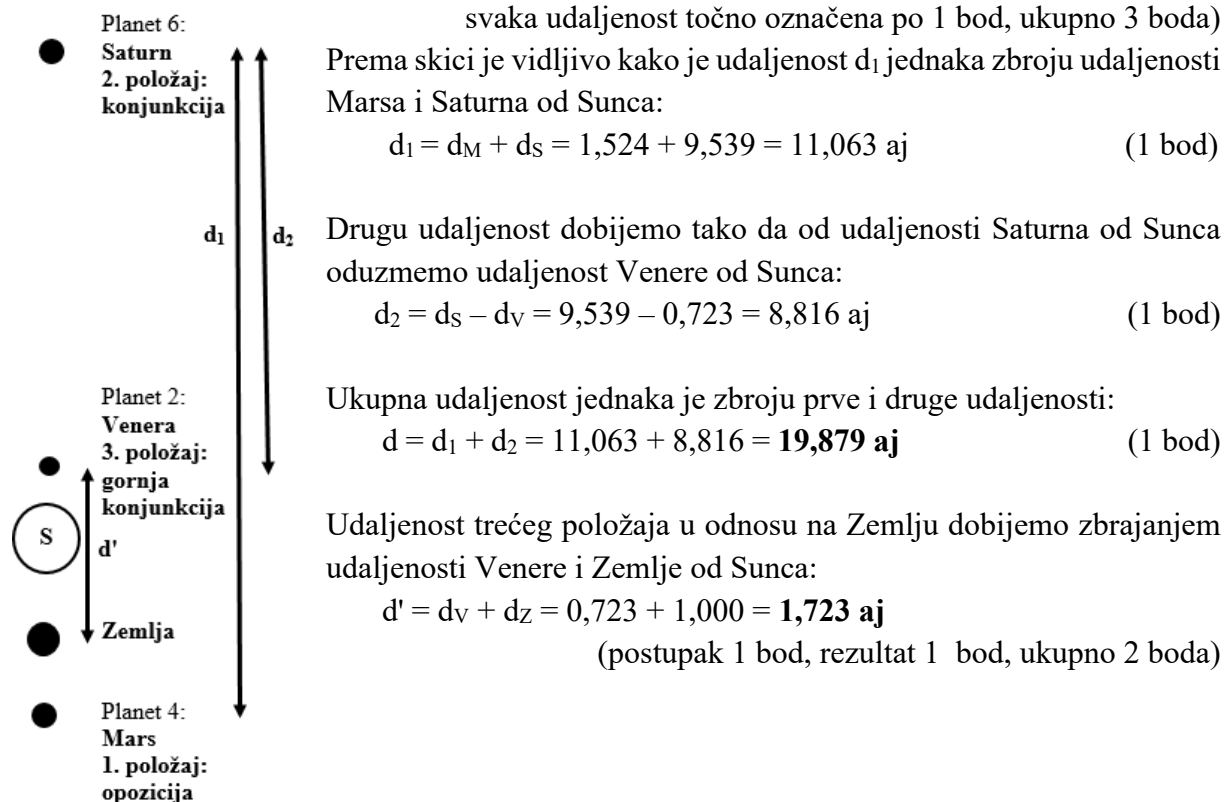 Planet 6:
Saturn
2. položaj:
konjunkcija
d₁
d₂
Planet 2:
Venera
3. položaj:
gornja
konjunkcija
S
d'
Zemlja
Planet 4:
Mars
1. položaj:
opozicija
svaka udaljenost točno označena po 1 bod, ukupno 3 boda)
Prema skici je vidljivo kako je udaljenost d₁ jednaka zbroju udaljenosti
Marsa i Saturna od Sunca:
d₁ = d_M + d_S = 1,524 + 9,539 = 11,063 aj (1 bod)
Drugu udaljenost dobijemo tako da od udaljenosti Saturna od Sunca
oduzmemo udaljenost Venere od Sunca:
d₂ = d_S – d_V = 9,539 – 0,723 = 8,816 aj (1 bod)
Ukupna udaljenost jednaka je zbroju prve i druge udaljenosti:
d = d₁ + d₂ = 11,063 + 8,816 = 19,879 aj (1 bod)
Udaljenost trećeg položaja u odnosu na Zemlju dobijemo zbrajanjem
udaljenosti Venere i Zemlje od Sunca:
d' = d_V + d_Z = 0,723 + 1,000 = 1,723 aj
(postupak 1 bod, rezultat 1 bod, ukupno 2 boda)